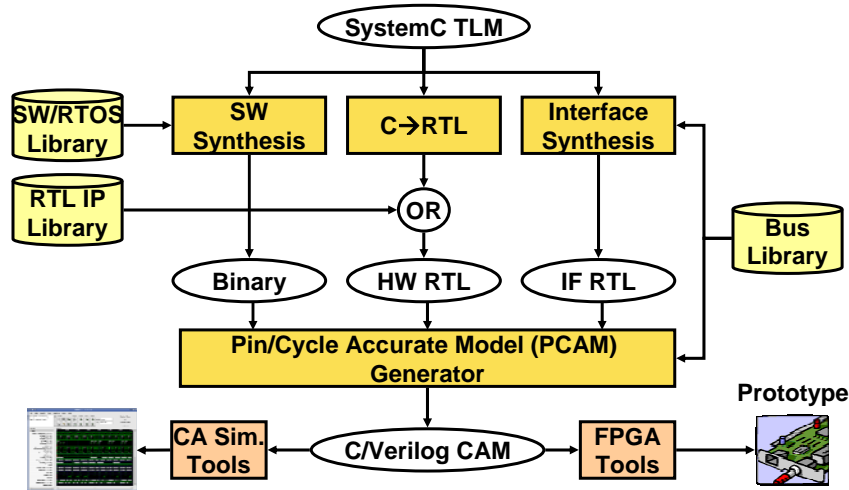 SystemC TLM
SW/RTOS
Library
SW
Synthesis
C→RTL
Interface
Synthesis
RTL IP
Library
OR
Bus
Library
Binary
HW RTL
IF RTL
Pin/Cycle Accurate Model (PCAM)
Generator
Prototype
CA Sim.
Tools
C/Verilog CAM
FPGA
Tools